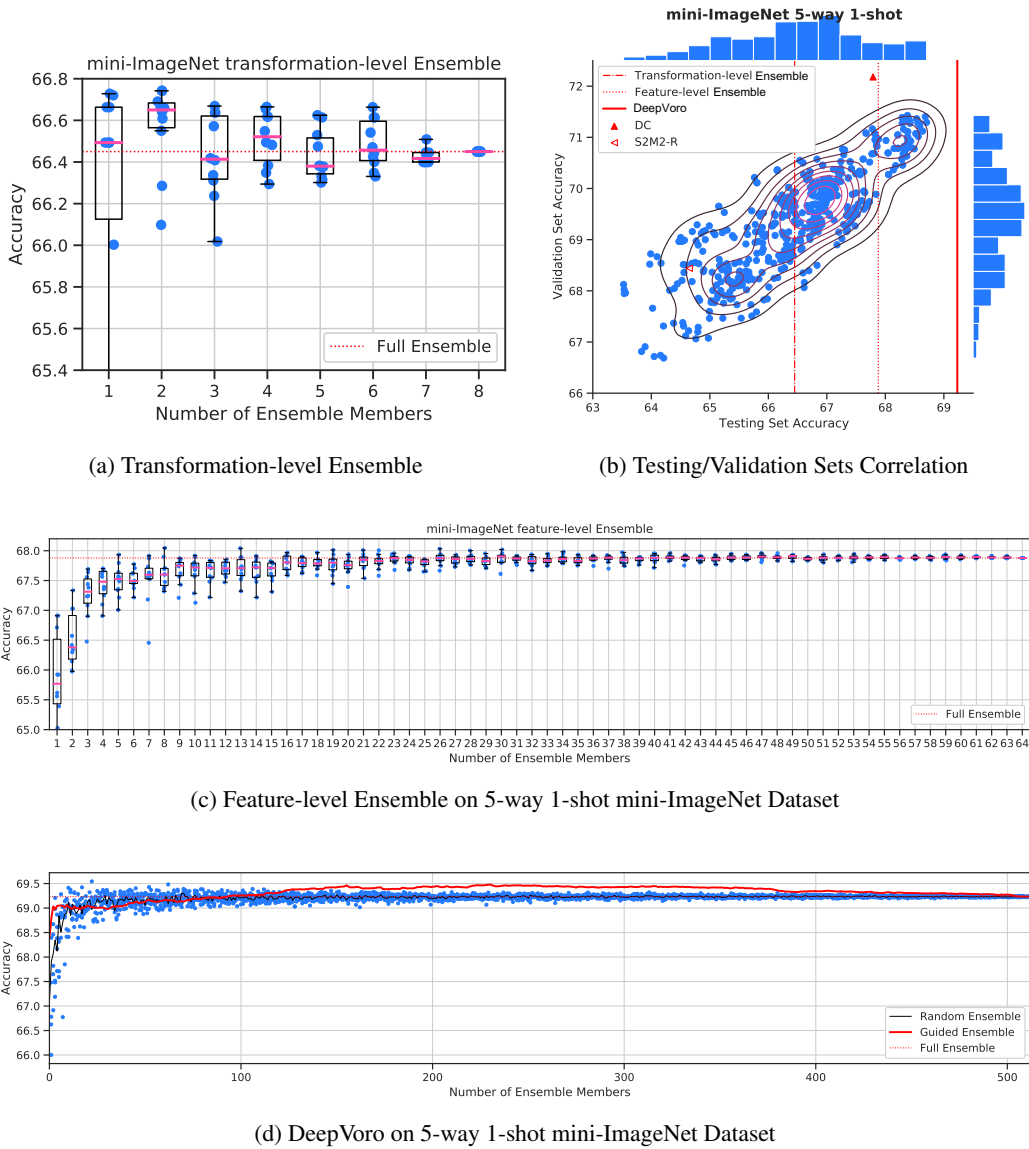 mini-ImageNet transformation-level Ensemble
66.8
66.6
66.4
66.2
66.0
65.8
65.6
65.4
Accuracy
Full Ensemble
1 2 3 4 5 6 7 8
Number of Ensemble Members
(a) Transformation-level Ensemble
mini-ImageNet 5-way 1-shot
Transformation-level Ensemble
Feature-level Ensemble
DeepVoro
DC
S2M2-R
72
71
70
69
68
67
66
Validation Set Accuracy
63 64 65 66 67 68 69
Testing Set Accuracy
(b) Testing/Validation Sets Correlation
mini-ImageNet feature-level Ensemble
68.0
67.5
67.0
66.5
66.0
65.5
65.0
Accuracy
Full Ensemble
1 2 3 4 5 6 7 8 9 10 11 12 13 14 15 16 17 18 19 20 21 22 23 24 25 26 27 28 29 30 31 32 33 34 35 36 37 38 39 40 41 42 43 44 45 46 47 48 49 50 51 52 53 54 55 56 57 58 59 60 61 62 63 64
Number of Ensemble Members
(c) Feature-level Ensemble on 5-way 1-shot mini-ImageNet Dataset
69.5
69.0
68.5
68.0
67.5
67.0
66.5
66.0
Accuracy
Random Ensemble
Guided Ensemble
Full Ensemble
0 100 200 300 400 500
Number of Ensemble Members
(d) DeepVoro on 5-way 1-shot mini-ImageNet Dataset